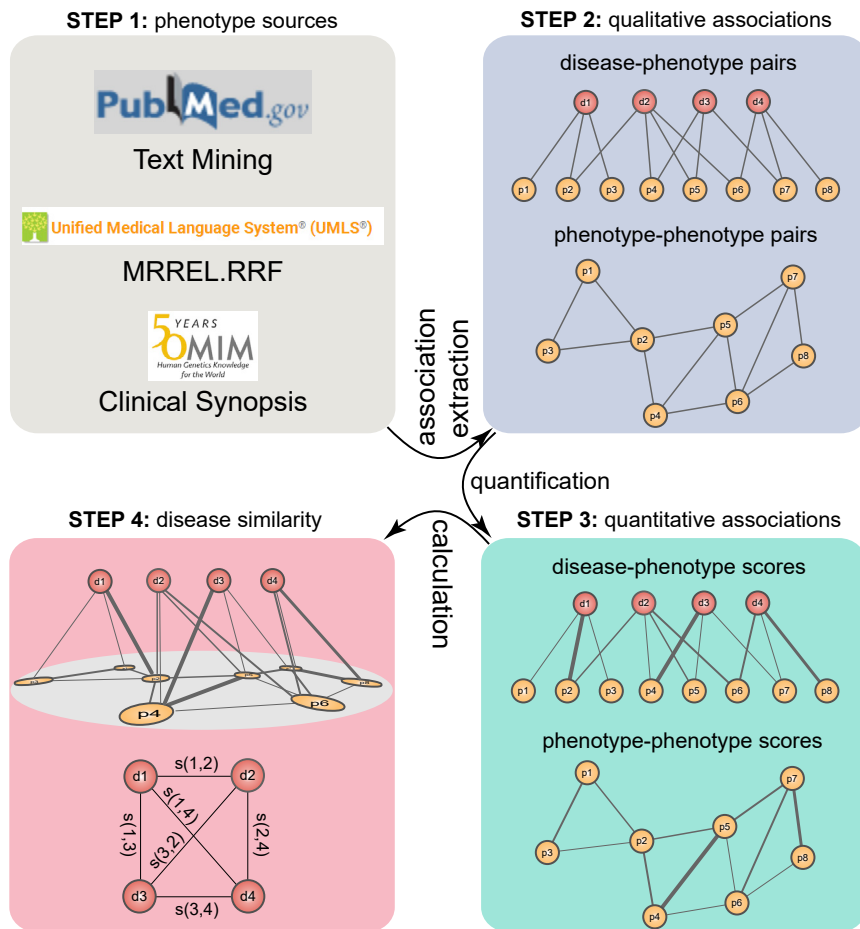 STEP 1: phenotype sources
PubMed.gov
Text Mining
Unified Medical Language System® (UMLS®)
MRREL.RRF
50 YEARS
OMIM
Human Genetics Knowledge
for the World
Clinical Synopsis
association
extraction
STEP 2: qualitative associations
disease-phenotype pairs
d1 d2 d3 d4
p1 p2 p3 p4 p5 p6 p7 p8
phenotype-phenotype pairs
p1
p7
p5
p2
p3
p8
p6
p4
quantification
calculation
STEP 3: quantitative associations
disease-phenotype scores
d1 d2 d3 d4
p1 p2 p3 p4 p5 p6 p7 p8
phenotype-phenotype scores
p1
p7
p5
p2
p3
p8
p6
p4
STEP 4: disease similarity
d1 d2 d3 d4
p8
p6
p4
s(1,2)
d1 d2
s(1,4)
s(1,3)
s(3,2)
s(2,4)
d3 d4
s(3,4)